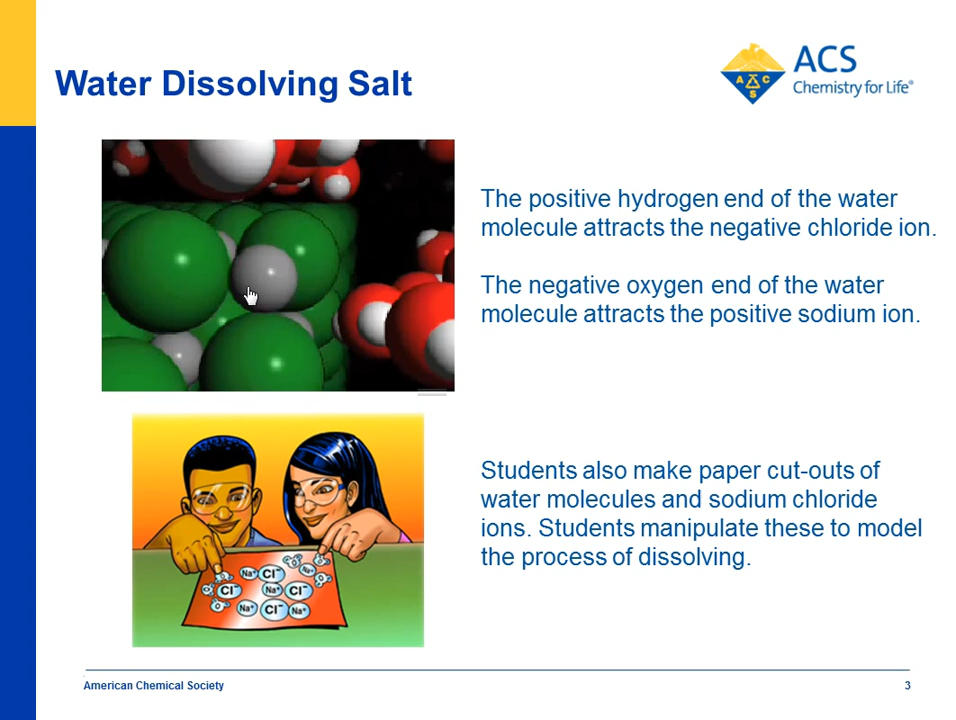 Water Dissolving Salt
ACS
Chemistry for Life®
A C S
The positive hydrogen end of the water
molecule attracts the negative chloride ion.
The negative oxygen end of the water
molecule attracts the positive sodium ion.
Students also make paper cut-outs of
water molecules and sodium chloride
ions. Students manipulate these to model
the process of dissolving.
Na⁺ Cl⁻ Na⁺
Cl⁻ Na⁺ Cl⁻
Na⁺ Cl⁻ Na⁺
American Chemical Society
3